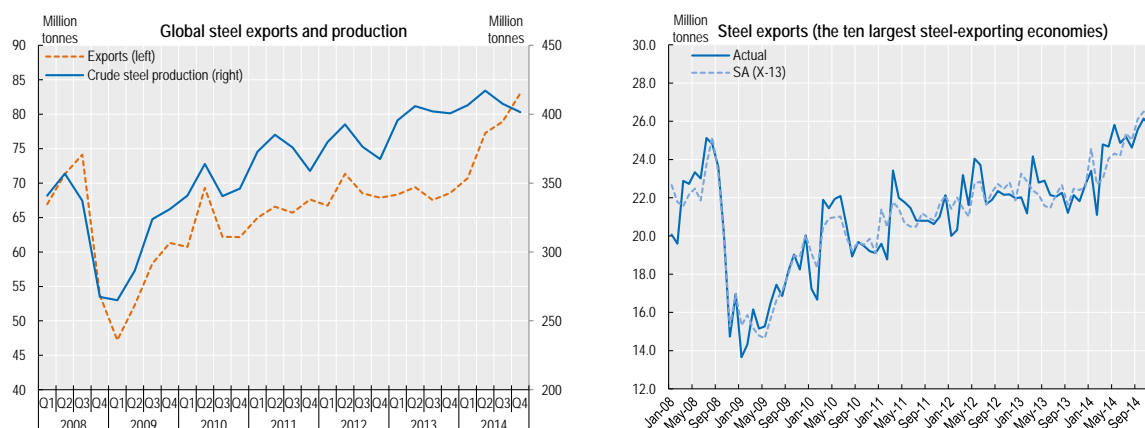 Million
tonnes
Global steel exports and production
Million
tonnes
90
85
80
75
70
65
60
55
50
45
40
Exports (left)
Crude steel production (right)
450
400
350
300
250
200
Q1 Q2 Q3 Q4 Q1 Q2 Q3 Q4 Q1 Q2 Q3 Q4 Q1 Q2 Q3 Q4 Q1 Q2 Q3 Q4 Q1 Q2 Q3 Q4 Q1 Q2 Q3 Q4
2008 2009 2010 2011 2012 2013 2014
Million
tonnes
Steel exports (the ten largest steel-exporting economies)
30.0
28.0
26.0
24.0
22.0
20.0
18.0
16.0
14.0
12.0
Actual
SA (X-13)
Jan-08 May-08 Sep-08 Jan-09 May-09 Sep-09 Jan-10 May-10 Sep-10 Jan-11 May-11 Sep-11 Jan-12 May-12 Sep-12 Jan-13 May-13 Sep-13 Jan-14 May-14 Sep-14